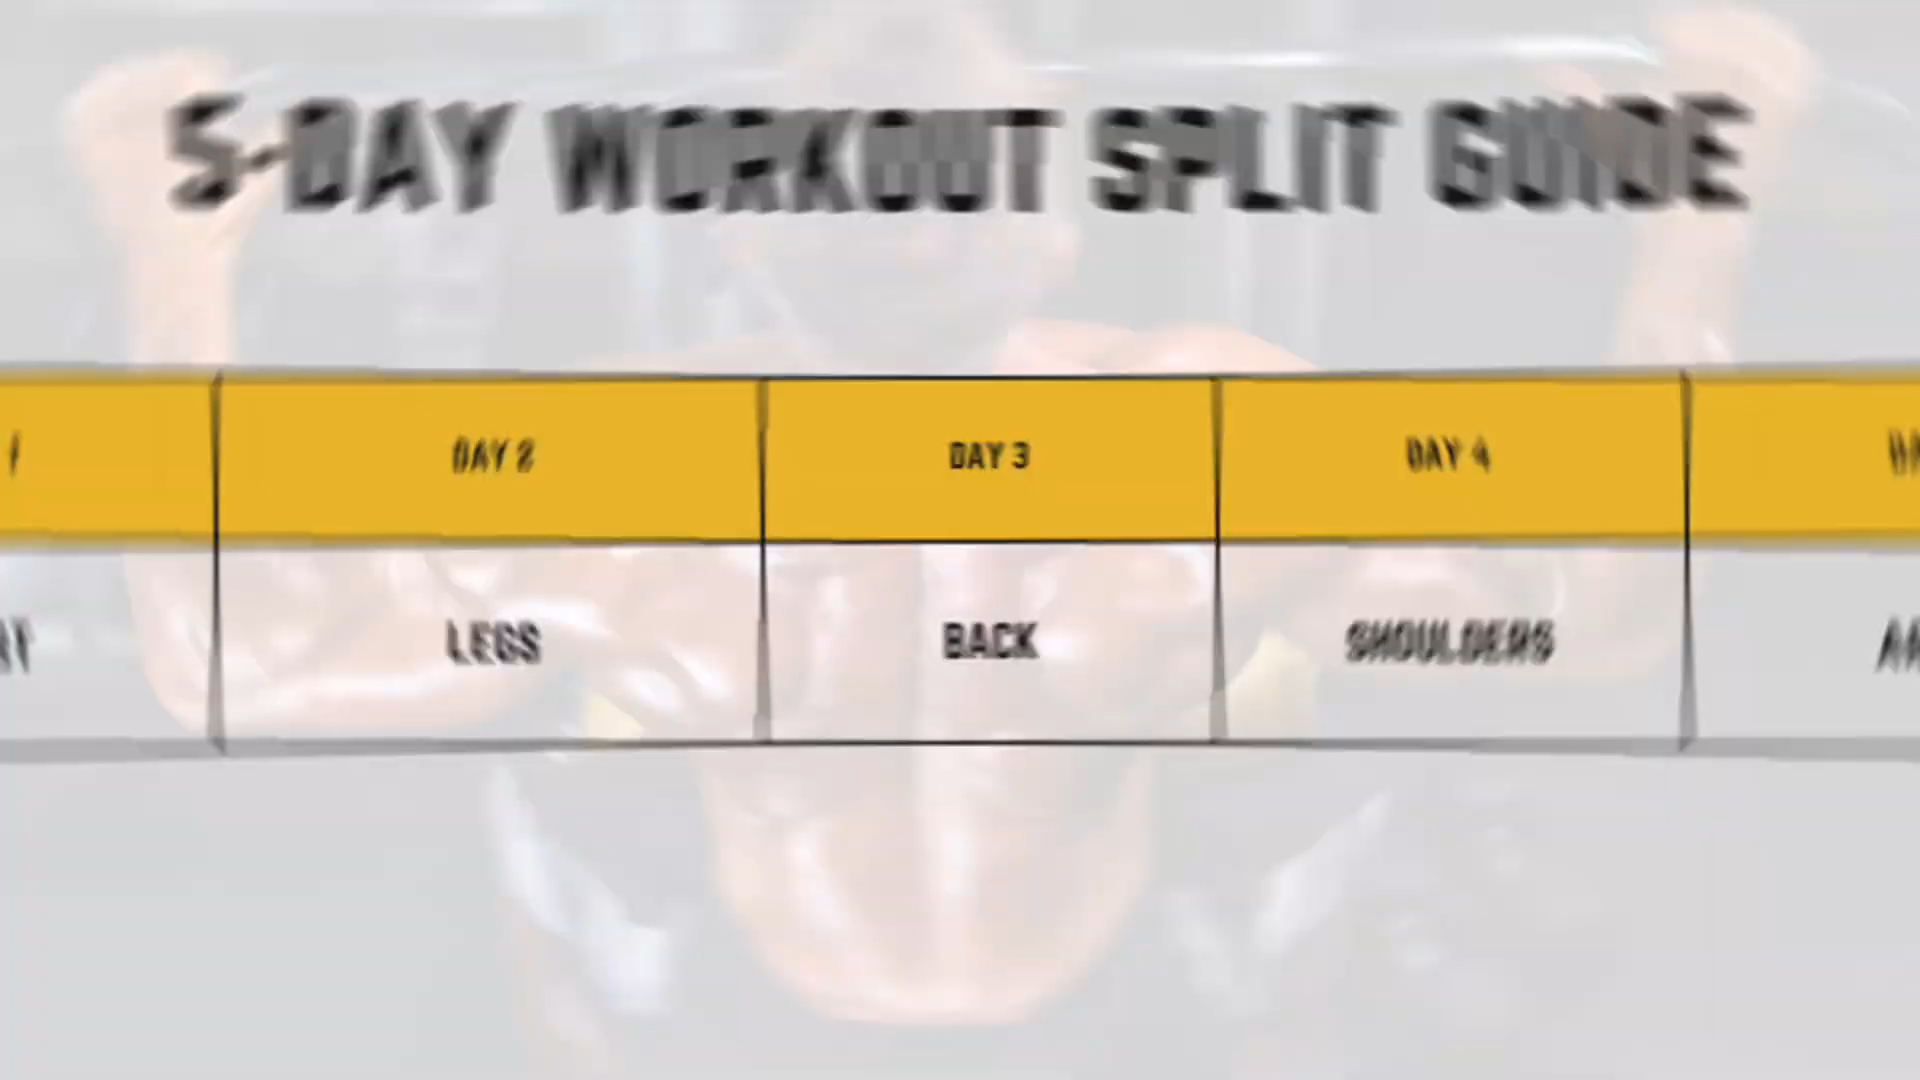 5-DAY WORKOUT SPLIT GUIDE
DAY 2 DAY 3 DAY 4
LEGS BACK SHOULDERS